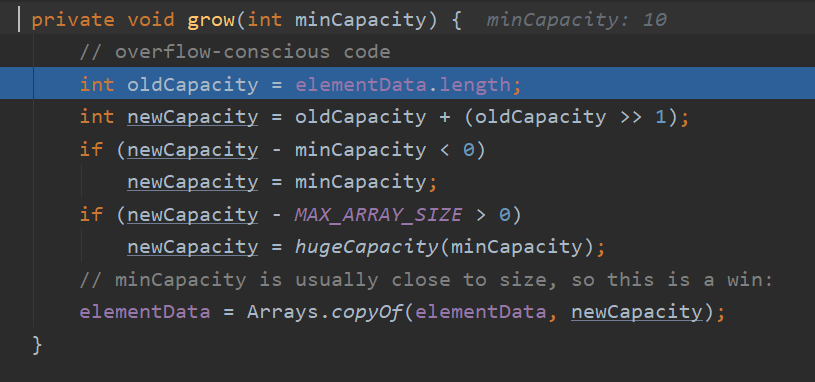 private void grow(int minCapacity) {  minCapacity: 10
    // overflow-conscious code
    int oldCapacity = elementData.length;
    int newCapacity = oldCapacity + (oldCapacity >> 1);
    if (newCapacity - minCapacity < 0)
        newCapacity = minCapacity;
    if (newCapacity - MAX_ARRAY_SIZE > 0)
        newCapacity = hugeCapacity(minCapacity);
    // minCapacity is usually close to size, so this is a win:
    elementData = Arrays.copyOf(elementData, newCapacity);
}